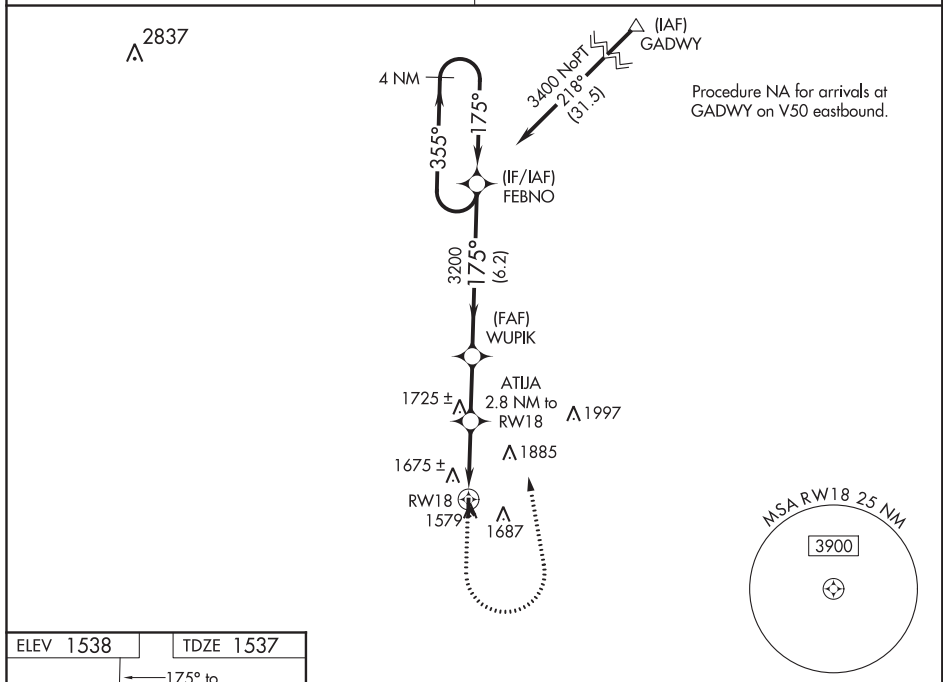 2837
(IAF)
GADWY
4 NM
3400 NoPT
218°
(31.5)
Procedure NA for arrivals at
GADWY on V50 eastbound.
355°
175°
(IF/IAF)
FEBNO
3200
175°
(6.2)
(FAF)
WUPIK
ATIJA
2.8 NM to
RW18
1725 ±
1997
1885
1675 ±
RW18
1579
1687
MSA RW18 25 NM
3900
ELEV 1538
TDZE 1537
175° to